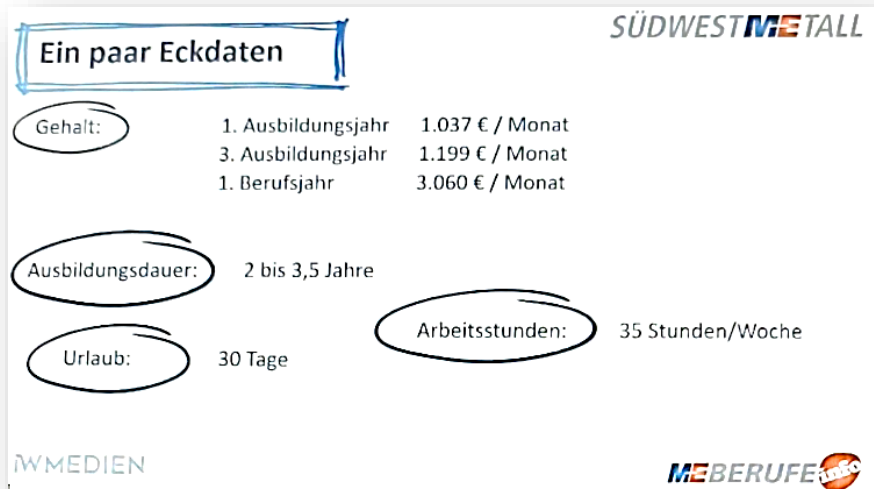 SÜDWESTMETALL
Ein paar Eckdaten
Gehalt: 1. Ausbildungsjahr 1.037 € / Monat
3. Ausbildungsjahr 1.199 € / Monat
1. Berufsjahr 3.060 € / Monat
Ausbildungsdauer: 2 bis 3,5 Jahre
Arbeitsstunden: 35 Stunden/Woche
Urlaub: 30 Tage
IWMEDIEN
MEBERUFE info